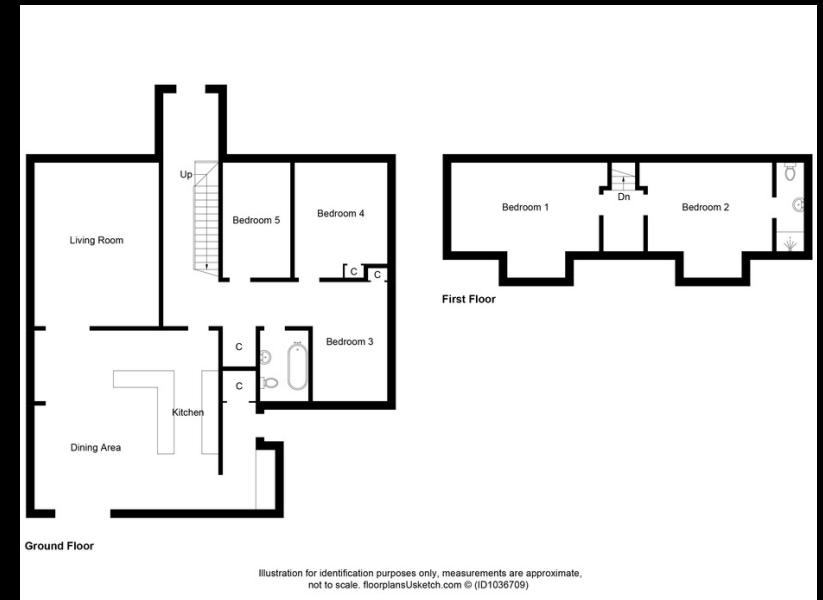 Up
Bedroom 5
Bedroom 4
Living Room
C
C
Bedroom 3
C
C
Kitchen
Dining Area
Ground Floor
Bedroom 1
Dn
Bedroom 2
First Floor
Illustration for identification purposes only, measurements are approximate,
not to scale. floorplansUsketch.com © (ID1036709)